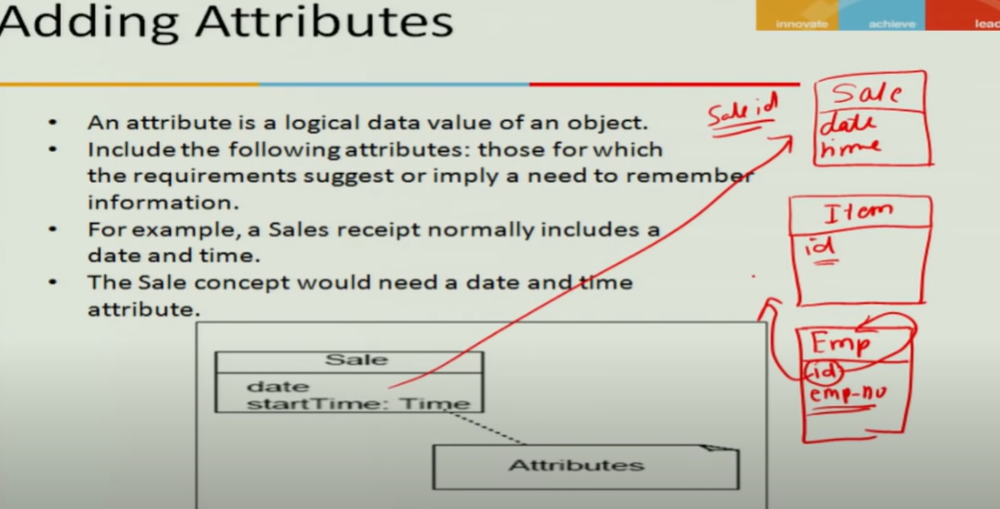 Adding Attributes
innovate achieve lead
• An attribute is a logical data value of an object.
• Include the following attributes: those for which
the requirements suggest or imply a need to remember
information.
• For example, a Sales receipt normally includes a
date and time.
• The Sale concept would need a date and time
attribute.
Sale
date
startTime: Time
Attributes
Sale id
Sale
date
time
Item
id
Emp
id
emp-no